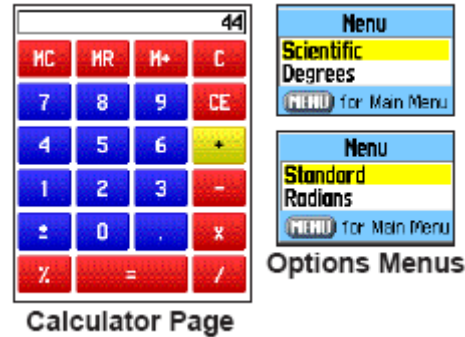 44
MC MR M+ C
7 8 9 CE
4 5 6 +
1 2 3 -
± 0 . x
% = /
Calculator Page
Menu
Scientific
Degrees
MENU for Main Menu
Menu
Standard
Radians
MENU for Main Menu
Options Menus